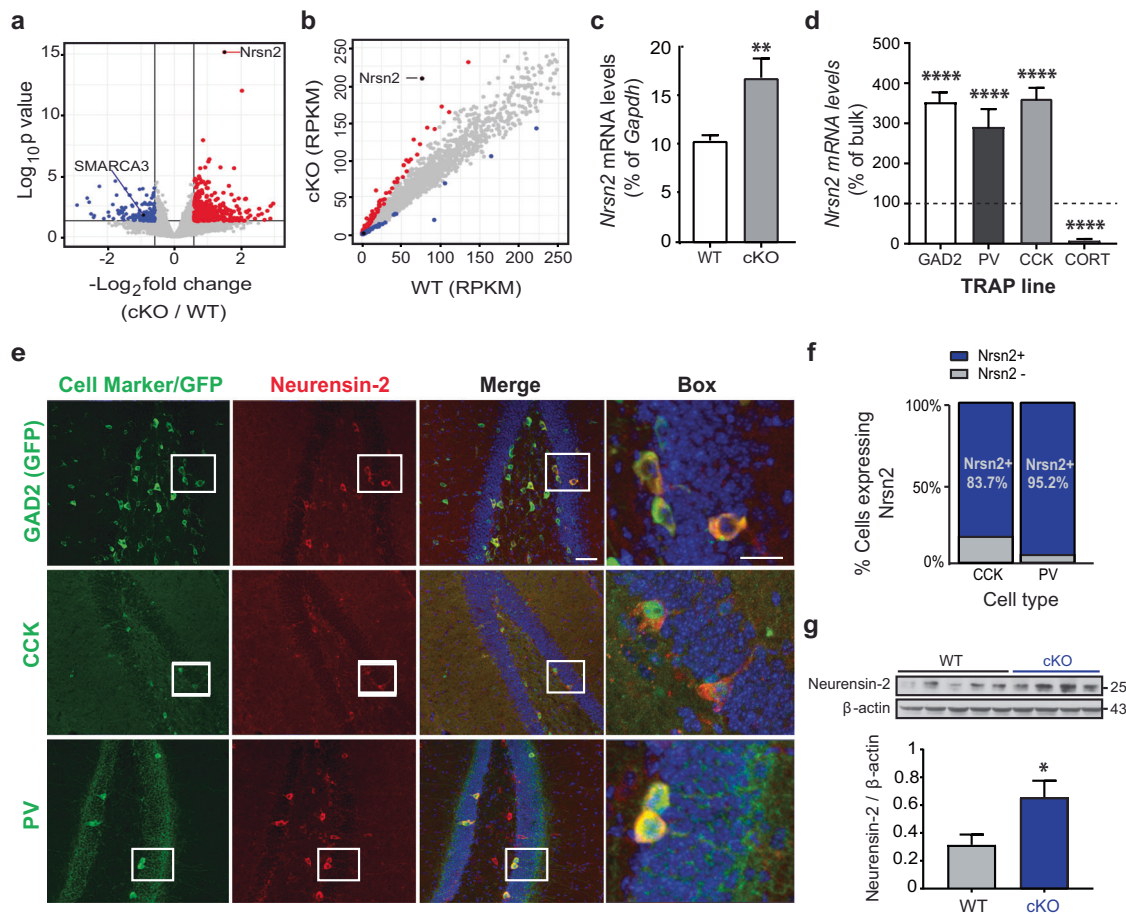 a
15
10
5
0
Log10p value
Nrsn2
SMARCA3
-2
0
2
-Log2fold change
(cKO / WT)
b
250
200
150
100
50
0
cKO (RPKM)
Nrsn2
0
50
100
150
200
250
WT (RPKM)
c
20
15
10
5
0
Nrsn2 mRNA levels
(% of Gapdh)
**
WT
cKO
d
500
400
300
200
100
0
Nrsn2 mRNA levels
(% of bulk)
****
****
****
****
GAD2
PV
CCK
CORT
TRAP line
e
Cell Marker/GFP
Neurensin-2
Merge
Box
GAD2 (GFP)
CCK
PV
f
Nrsn2+
Nrsn2 -
100%
50%
0%
% Cells expressing
Nrsn2
Nrsn2+
83.7%
Nrsn2+
95.2%
CCK
PV
Cell type
g
WT
cKO
Neurensin-2
25
β-actin
43
1
0.8
0.6
0.4
0.2
0
Neurensin-2 / β-actin
*
WT
cKO